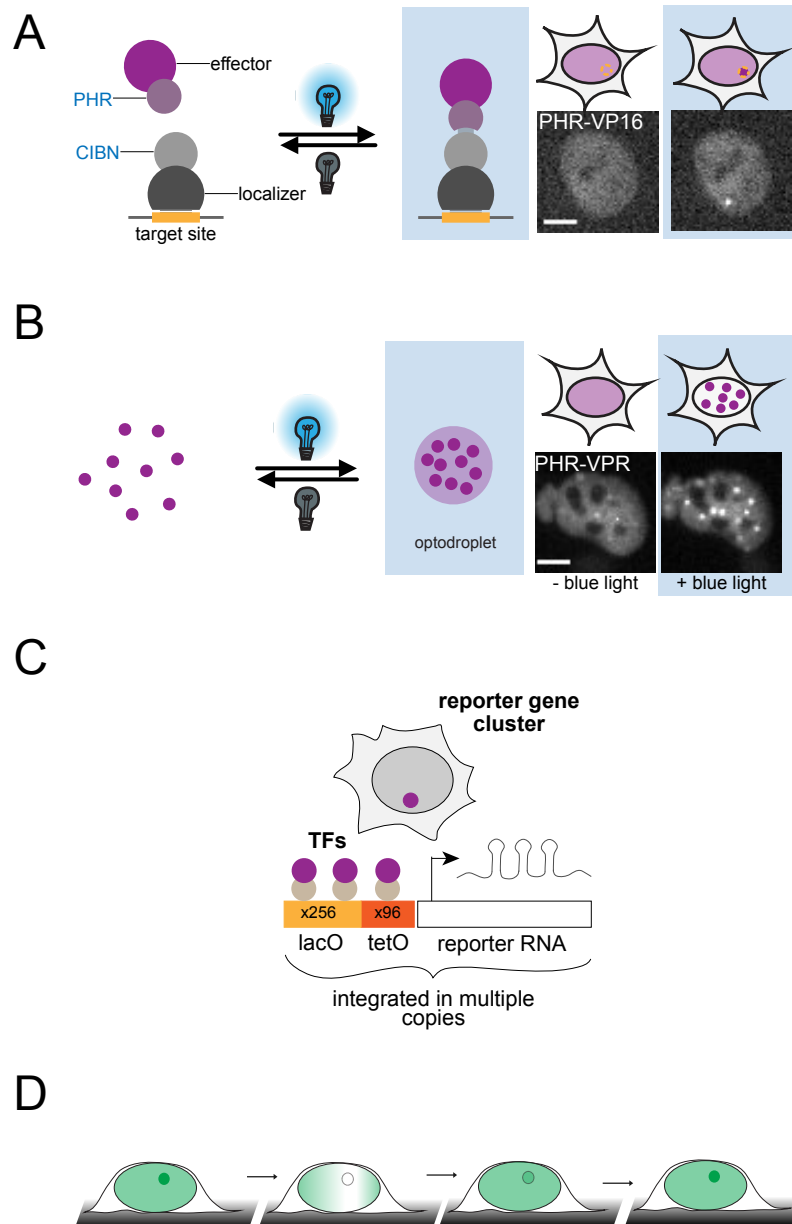 A
effector
PHR
CIBN
localizer
target site
PHR-VP16
B
optodroplet
PHR-VPR
- blue light
+ blue light
C
reporter gene
cluster
TFs
x256
x96
lacO
tetO
reporter RNA
integrated in multiple
copies
D